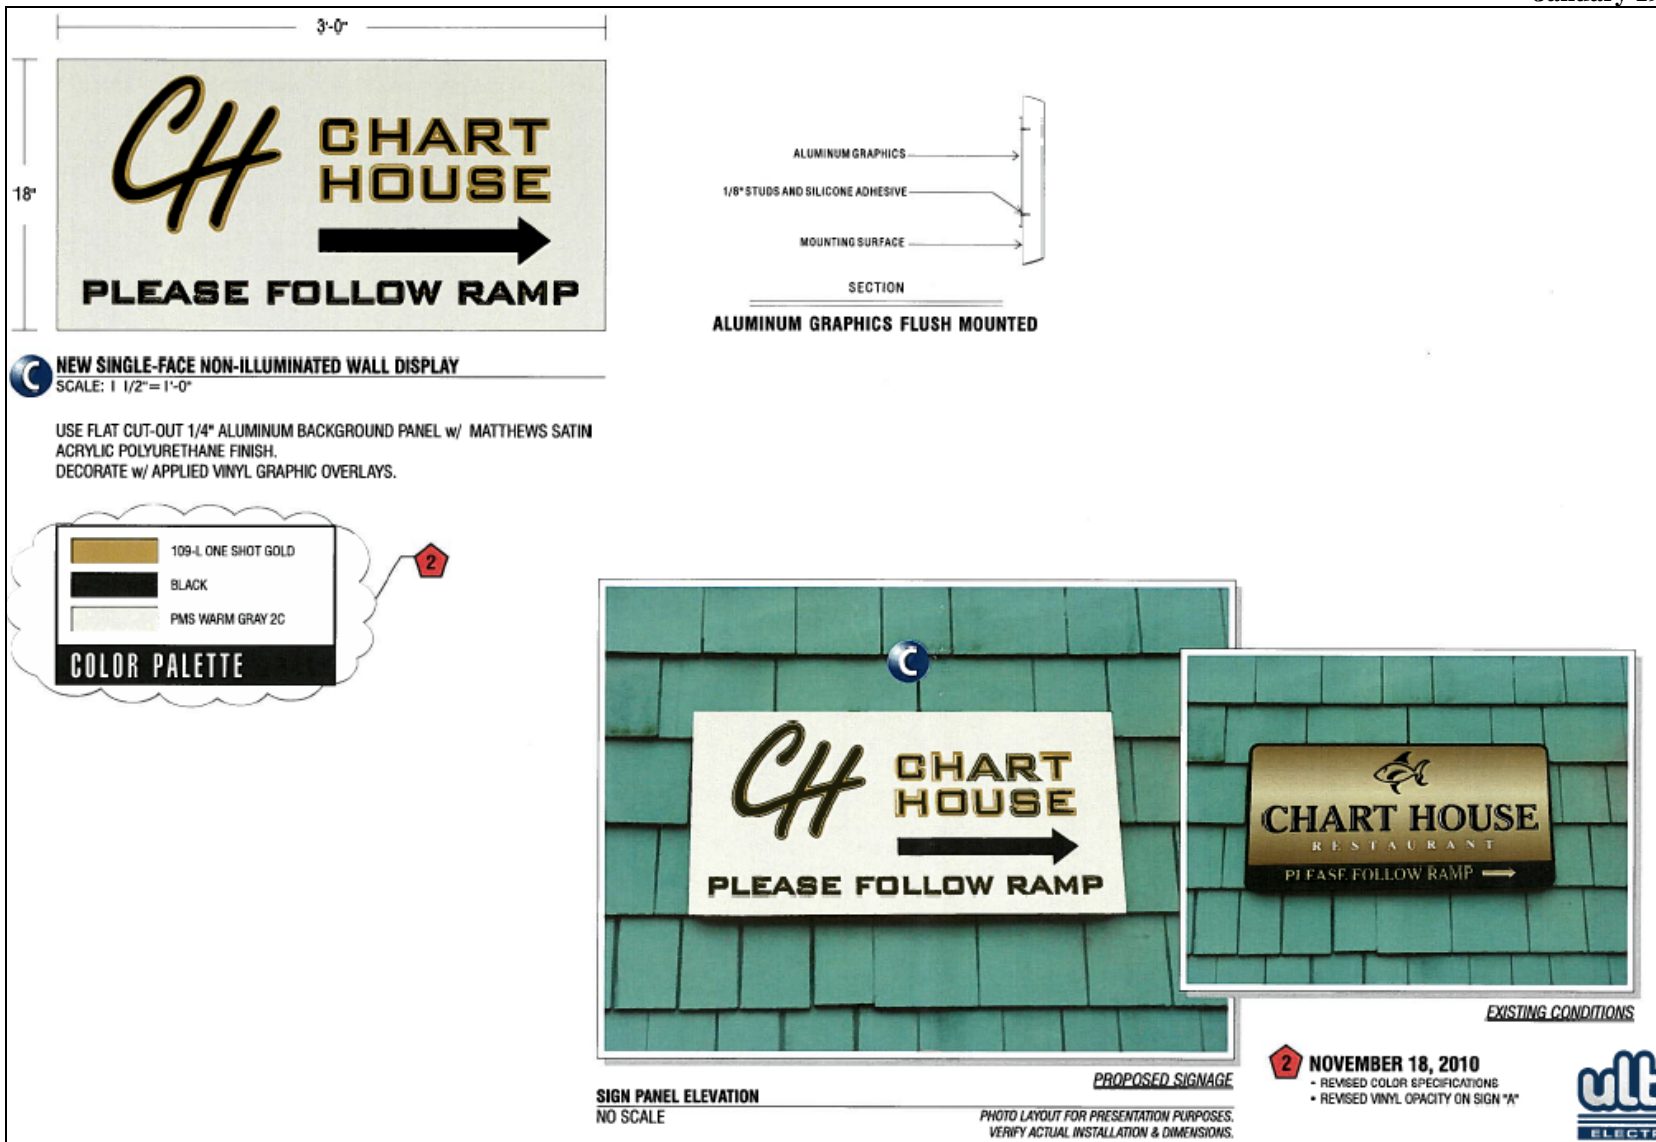 3'-0"
18"
CH CHART
HOUSE
PLEASE FOLLOW RAMP
ALUMINUM GRAPHICS
1/8" STUDS AND SILICONE ADHESIVE
MOUNTING SURFACE
SECTION
ALUMINUM GRAPHICS FLUSH MOUNTED
C NEW SINGLE-FACE NON-ILLUMINATED WALL DISPLAY
SCALE: 1 1/2" = 1'-0"
USE FLAT CUT-OUT 1/4" ALUMINUM BACKGROUND PANEL w/ MATTHEWS SATIN
ACRYLIC POLYURETHANE FINISH.
DECORATE w/ APPLIED VINYL GRAPHIC OVERLAYS.
109-L ONE SHOT GOLD
BLACK
PMS WARM GRAY 2C
COLOR PALETTE
2
C
CH CHART
HOUSE
PLEASE FOLLOW RAMP
CHART HOUSE
RESTAURANT
PLEASE FOLLOW RAMP
EXISTING CONDITIONS
PROPOSED SIGNAGE
SIGN PANEL ELEVATION
NO SCALE
PHOTO LAYOUT FOR PRESENTATION PURPOSES.
VERIFY ACTUAL INSTALLATION & DIMENSIONS.
2 NOVEMBER 18, 2010
• REVISED COLOR SPECIFICATIONS
• REVISED VINYL OPACITY ON SIGN "A"